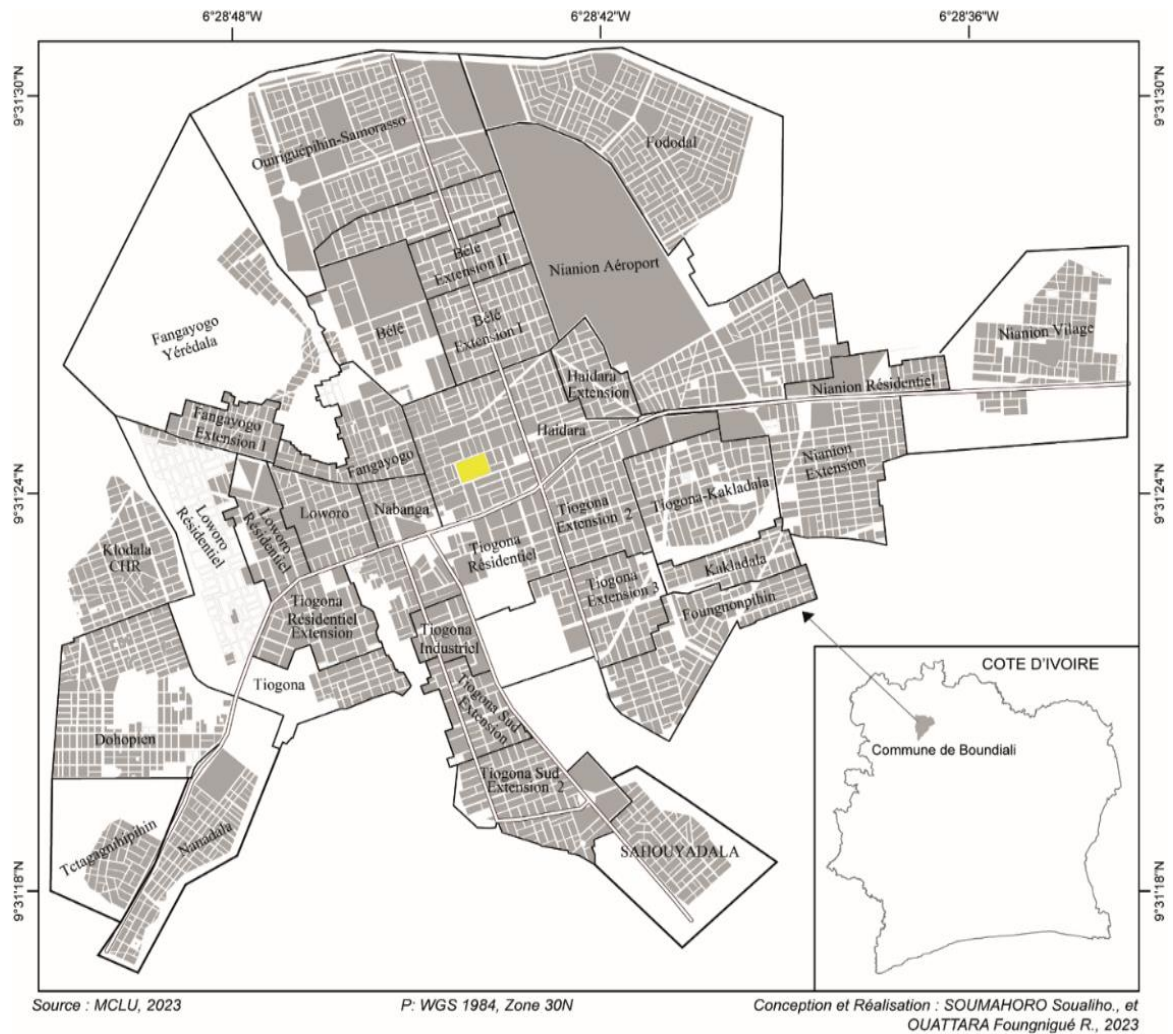 6°28'48"W
6°28'42"W
6°28'36"W
9°31'30"N
9°31'30"N
Ouiriguepihin-Samorasso
Fododal
Bélé
Extension II
Nianion Aéroport
Fangayogo
Yérédala
Bélé
Bélé
Extension I
Nianion Vilage
Haidara
Extension
Nianion Résidentiel
Fangayogo
Extension 1
Haidara
Fangayogo
Nianion
Extension
9°31'24"N
9°31'24"N
Loworo
Résidentiel
Loworo
Résidentiel
Loworo
Nabanga
Tiogona
Extension 2
Tiogona-Kakladala
Klodala
CHR
Tiogona
Résidentiel
Kakladala
Tiogona
Extension 3
Foungnonpihin
Tiogona
Résidentiel
Extension
Tiogona
Industriel
Tiogona
Tiogona Sud
Extension
Dohopien
Tiogona Sud
Extension 2
Tctagagnihipihin
Nanadala
SAHOUYADALA
9°31'18"N
9°31'18"N
COTE D'IVOIRE
Commune de Boundiali
Source : MCLU, 2023
P: WGS 1984, Zone 30N
Conception et Réalisation : SOUMAHORO Soualiho., et
OUATTARA Foungnigué R., 2023